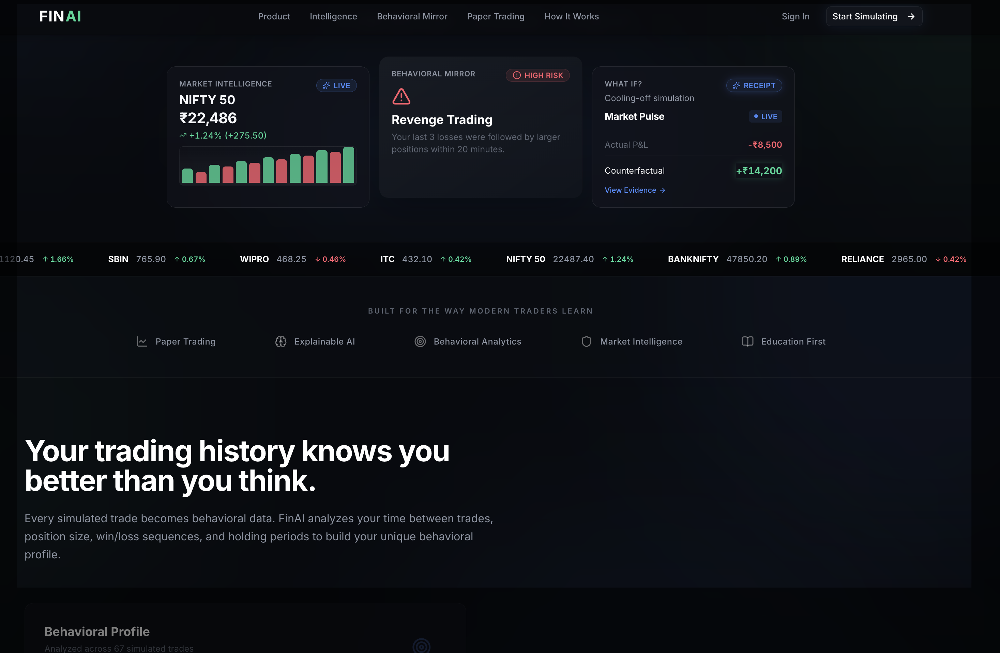 FINAI
Product Intelligence Behavioral Mirror Paper Trading How It Works
Sign In Start Simulating →
MARKET INTELLIGENCE
LIVE
NIFTY 50
₹22,486
+1.24% (+275.50)
BEHAVIORAL MIRROR
HIGH RISK
Revenge Trading
Your last 3 losses were followed by larger
positions within 20 minutes.
WHAT IF?
RECEIPT
Cooling-off simulation
Market Pulse
LIVE
Actual P&L -₹8,500
Counterfactual +₹14,200
View Evidence →
1120.45 ↑ 1.66% SBIN 765.90 ↑ 0.67% WIPRO 468.25 ↓ 0.46% ITC 432.10 ↑ 0.42% NIFTY 50 22487.40 ↑ 1.24% BANKNIFTY 47850.20 ↑ 0.89% RELIANCE 2965.00 ↓ 0.42%
BUILT FOR THE WAY MODERN TRADERS LEARN
Paper Trading Explainable AI Behavioral Analytics Market Intelligence Education First
Your trading history knows you
better than you think.
Every simulated trade becomes behavioral data. FinAI analyzes your time between trades,
position size, win/loss sequences, and holding periods to build your unique behavioral
profile.
Behavioral Profile
Analyzed across 67 simulated trades